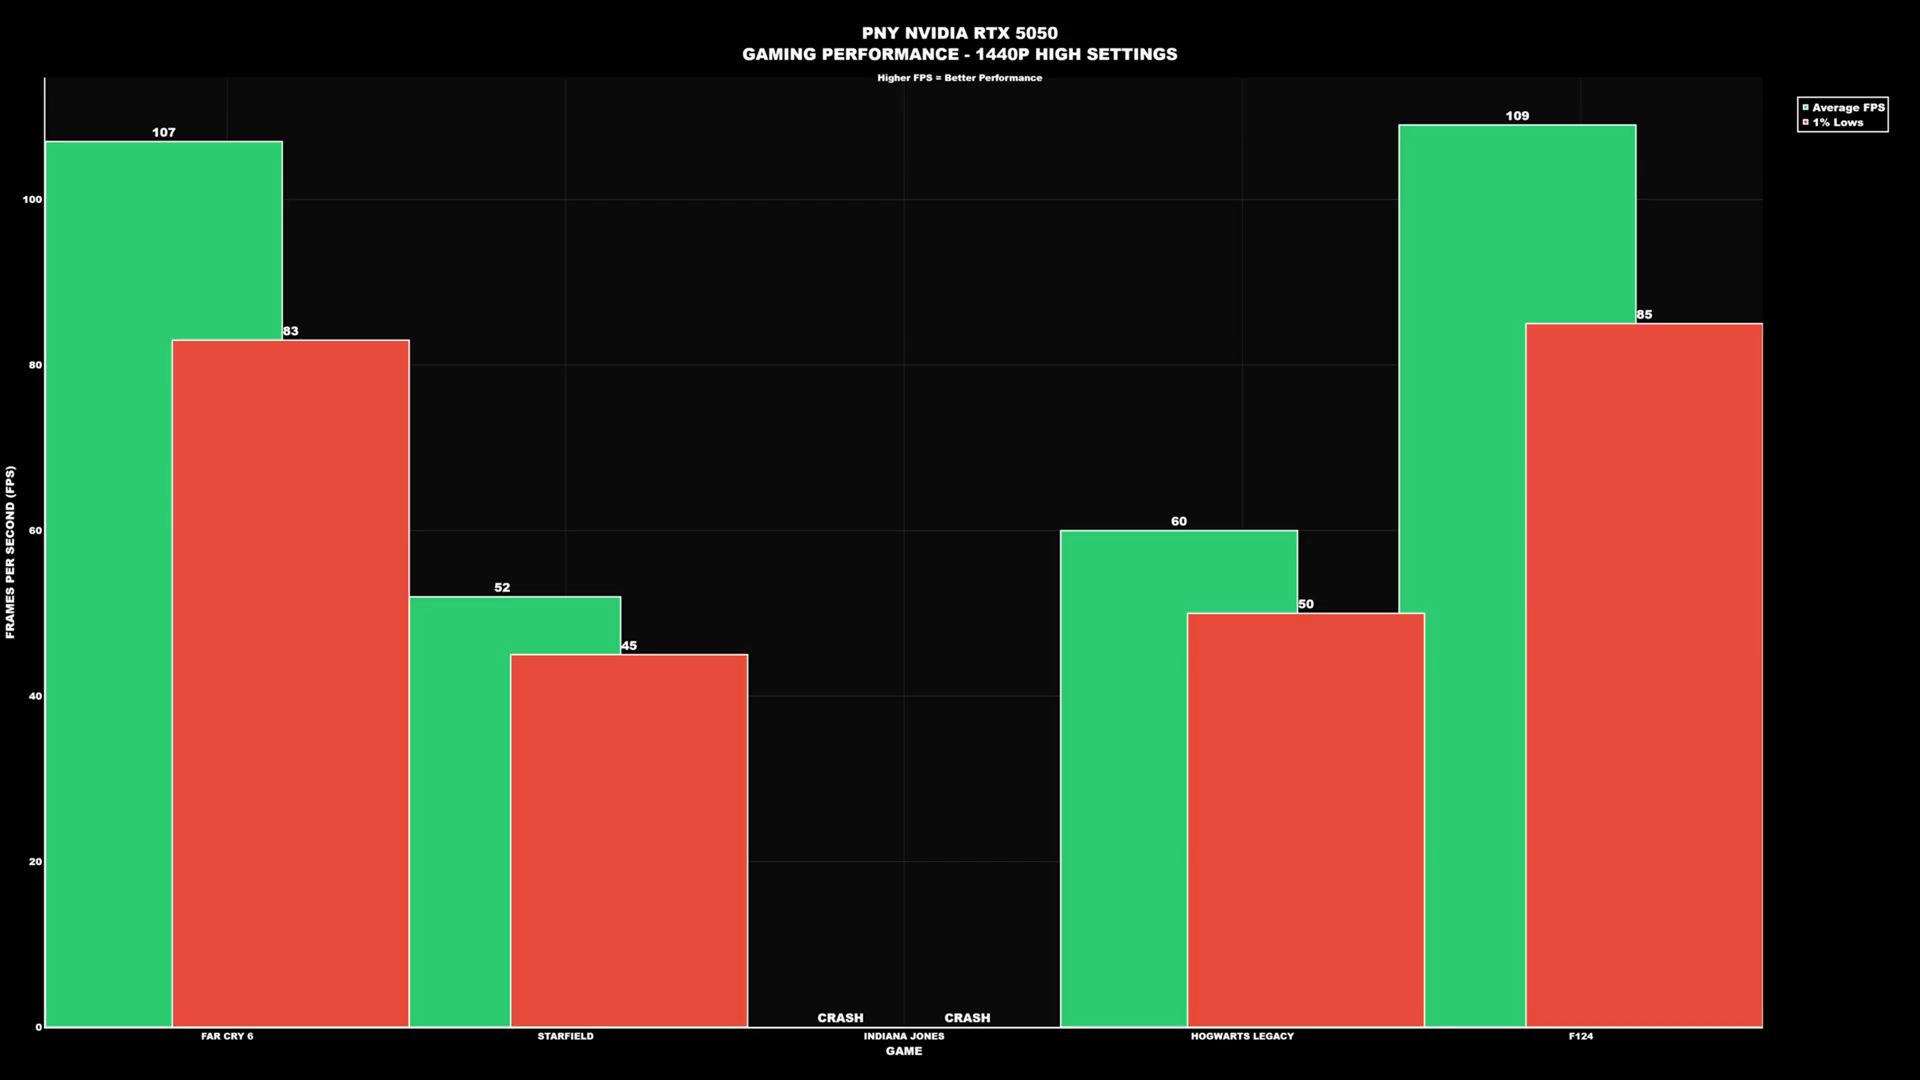 PNY NVIDIA RTX 5050
GAMING PERFORMANCE - 1440P HIGH SETTINGS
Higher FPS = Better Performance
Average FPS
1% Lows
107
109
83
85
60
52
50
45
100
80
60
40
20
0
FRAMES PER SECOND (FPS)
CRASH
CRASH
FAR CRY 6
STARFIELD
INDIANA JONES
HOGWARTS LEGACY
F124
GAME